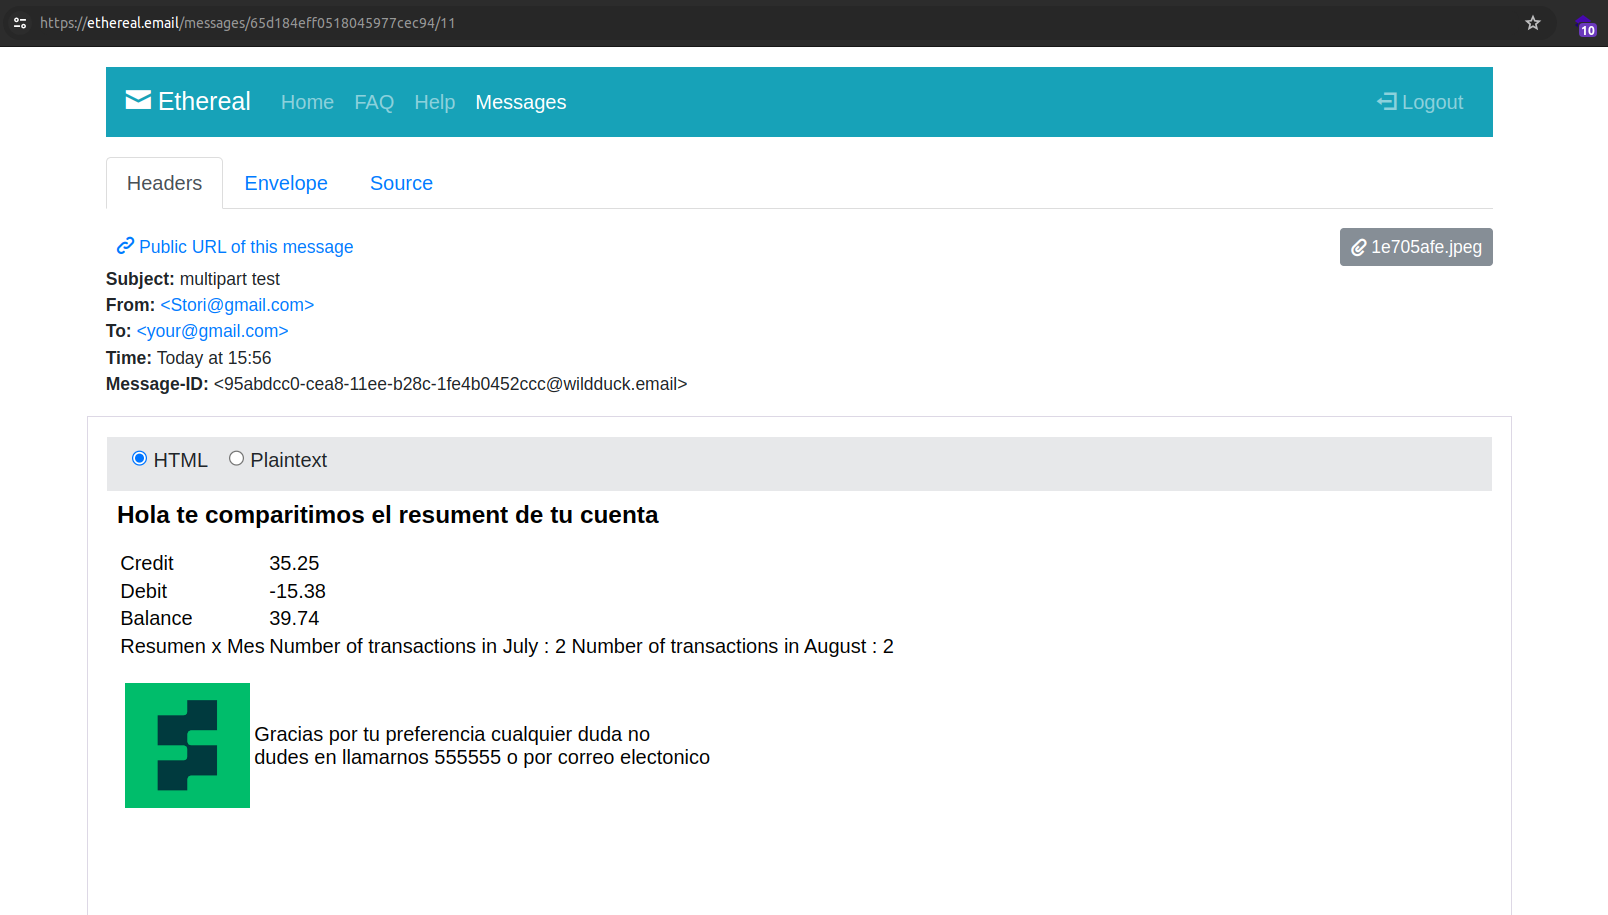 https://ethereal.email/messages/65d184eff0518045977cec94/11
10
Ethereal Home FAQ Help Messages Logout
Headers Envelope Source
Public URL of this message 1e705afe.jpeg
Subject: multipart test
From: <Stori@gmail.com>
To: <your@gmail.com>
Time: Today at 15:56
Message-ID: <95abdcc0-cea8-11ee-b28c-1fe4b0452ccc@wildduck.email>
HTML Plaintext
Hola te comparitimos el resument de tu cuenta
Credit 35.25
Debit -15.38
Balance 39.74
Resumen x Mes Number of transactions in July : 2 Number of transactions in August : 2
Gracias por tu preferencia cualquier duda no
dudes en llamarnos 555555 o por correo electonico